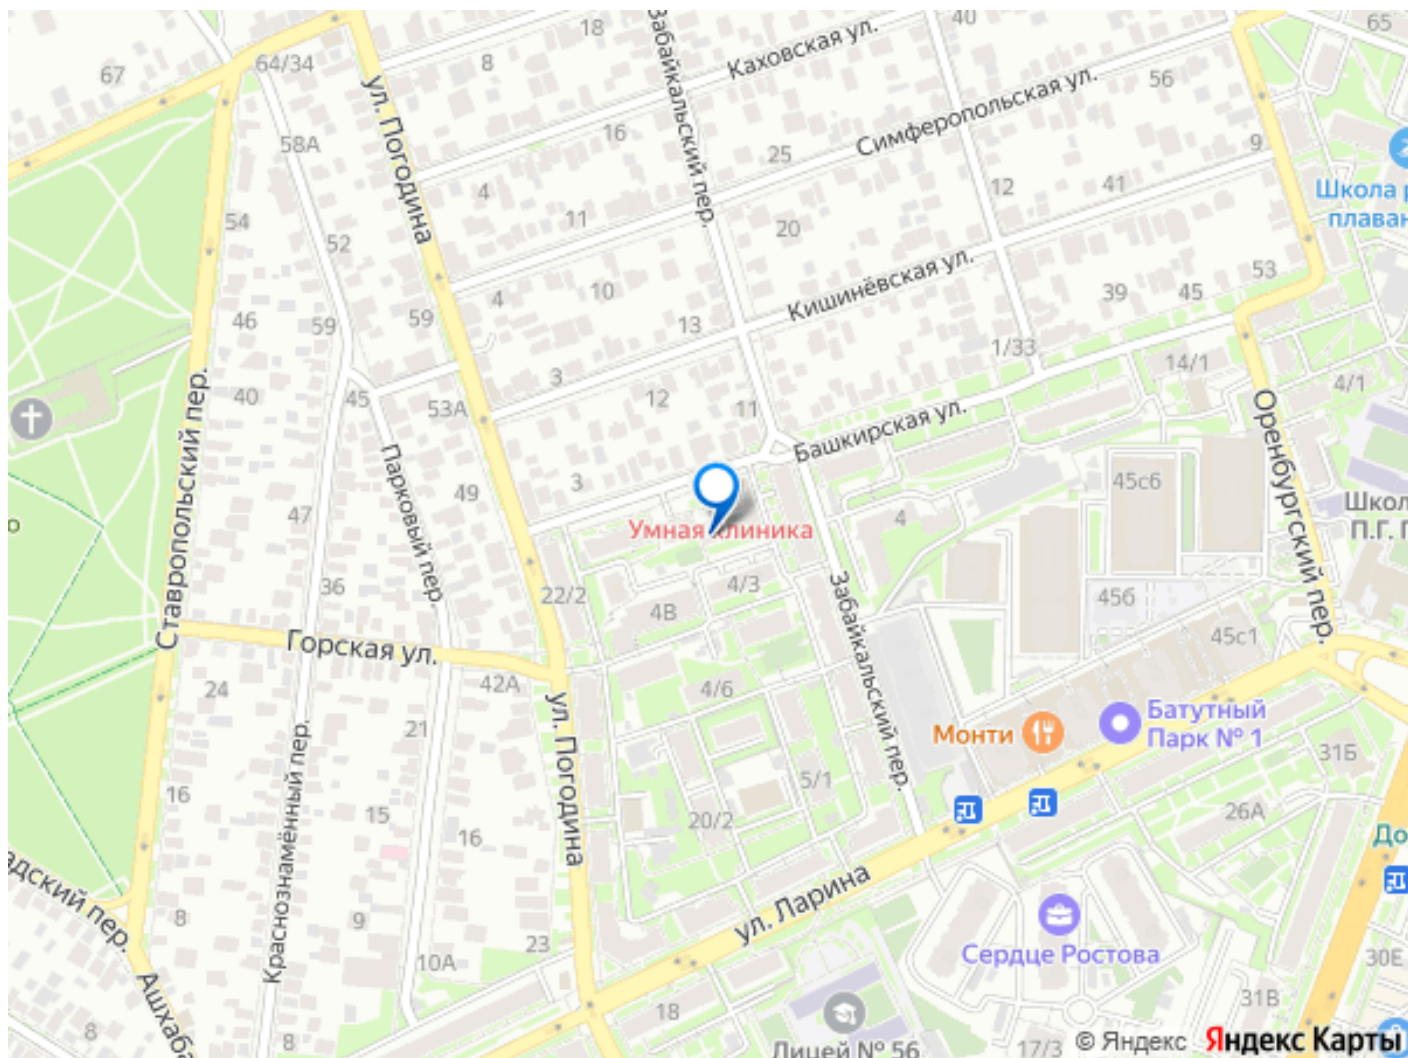 18
40
65
Забайкальский пер.
64/34
67
8
Каховская ул.
ул. Погодина
56
Симферопольская ул.
58А
16
25
9
4
12
41
Школа
плаван
54
11
20
52
Кишинёвская ул.
53
4
10
39
45
46
59
59
13
1/33
14/1
3
4/1
40
45
53А
12
11
Башкирская ул.
Оренбургский пер.
Ставропольский пер.
Парковый пер.
49
3
45с6
47
Умная клиника
4
Школ
П.Г. П
36
22/2
4/3
4В
Забайкальский пер.
45б
45с1
Горская ул.
24
42А
4/6
ул. Погодина
21
Монти
Батутный
Парк № 1
Краснознамённый пер.
31Б
16
15
16
5/1
20/2
26А
До
адский пер.
ул. Ларина
8
9
23
Сердце Ростова
10А
30Е
Ашхаба
18
31В
8
8
Лицей № 56
17/3
© Яндекс Яндекс Карты